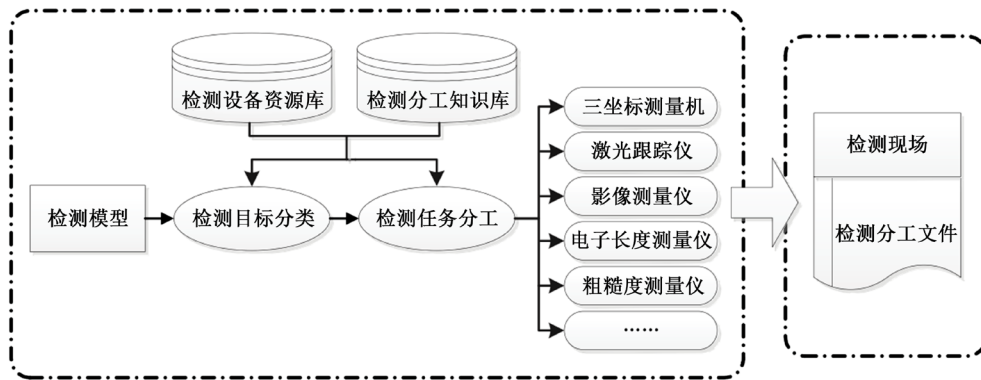 检测设备资源库
检测分工知识库
检测模型
检测目标分类
检测任务分工
三坐标测量机
激光跟踪仪
影像测量仪
电子长度测量仪
粗糙度测量仪
……
检测现场
检测分工文件